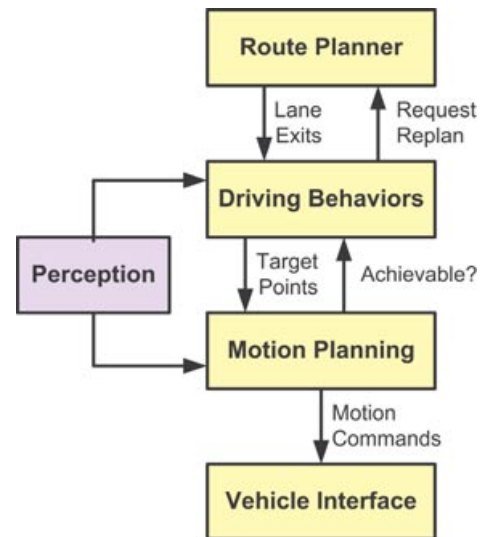 Route Planner
Lane
Exits
Request
Replan
Driving Behaviors
Perception
Target
Points
Achievable?
Motion Planning
Motion
Commands
Vehicle Interface